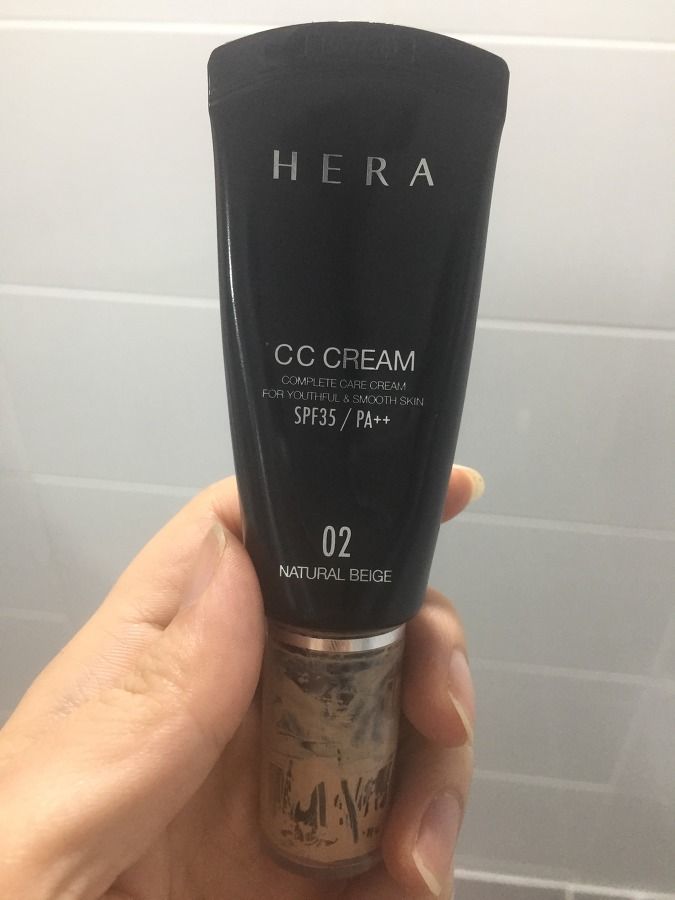 HERA
CC CREAM
COMPLETE CARE CREAM
FOR YOUTHFUL & SMOOTH SKIN
SPF35 / PA++
02
NATURAL BEIGE